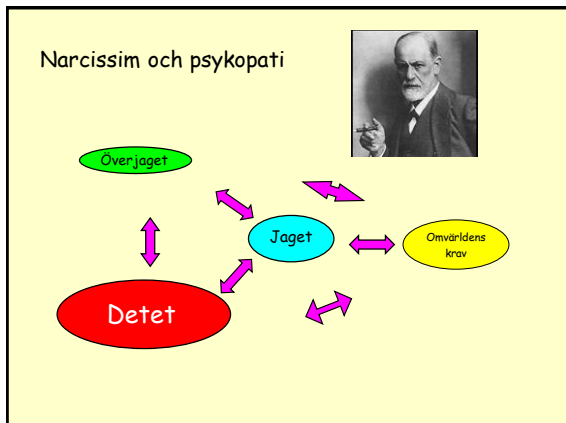 Narcissim och psykopati
Överjaget
Jaget
Omvärldens
krav
Detet